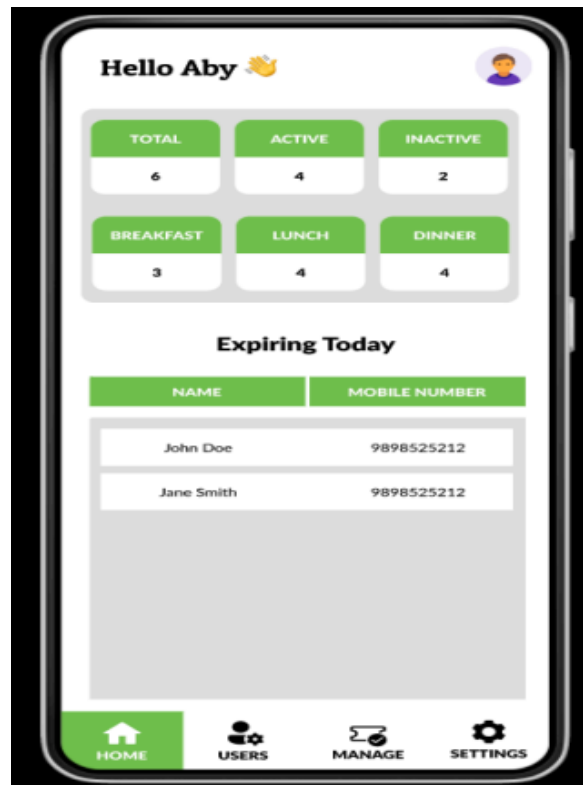 Hello Aby 👋
TOTAL ACTIVE INACTIVE
6 4 2
BREAKFAST LUNCH DINNER
3 4 4
Expiring Today
NAME MOBILE NUMBER
John Doe 9898525212
Jane Smith 9898525212
HOME USERS MANAGE SETTINGS